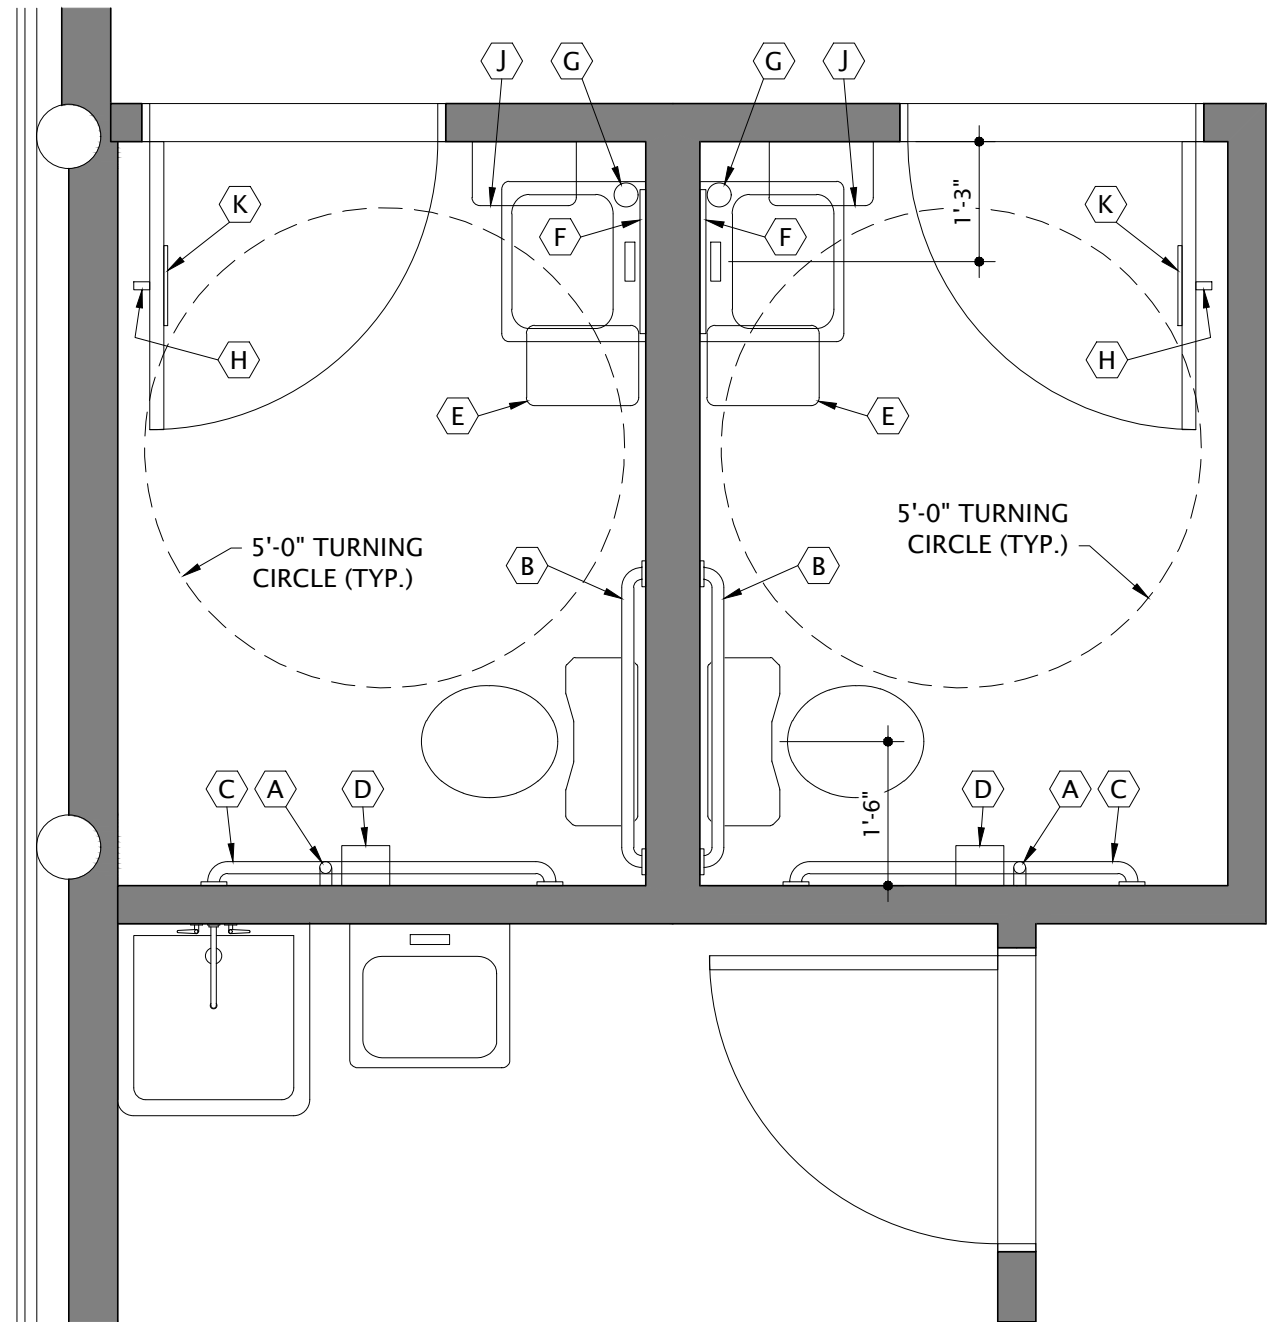 J
G
G
J
K
F
F
1'-3"
K
H
H
E
E
5'-0" TURNING
CIRCLE (TYP.)
5'-0" TURNING
CIRCLE (TYP.)
B
B
C
A
D
1'-6"
D
A
C